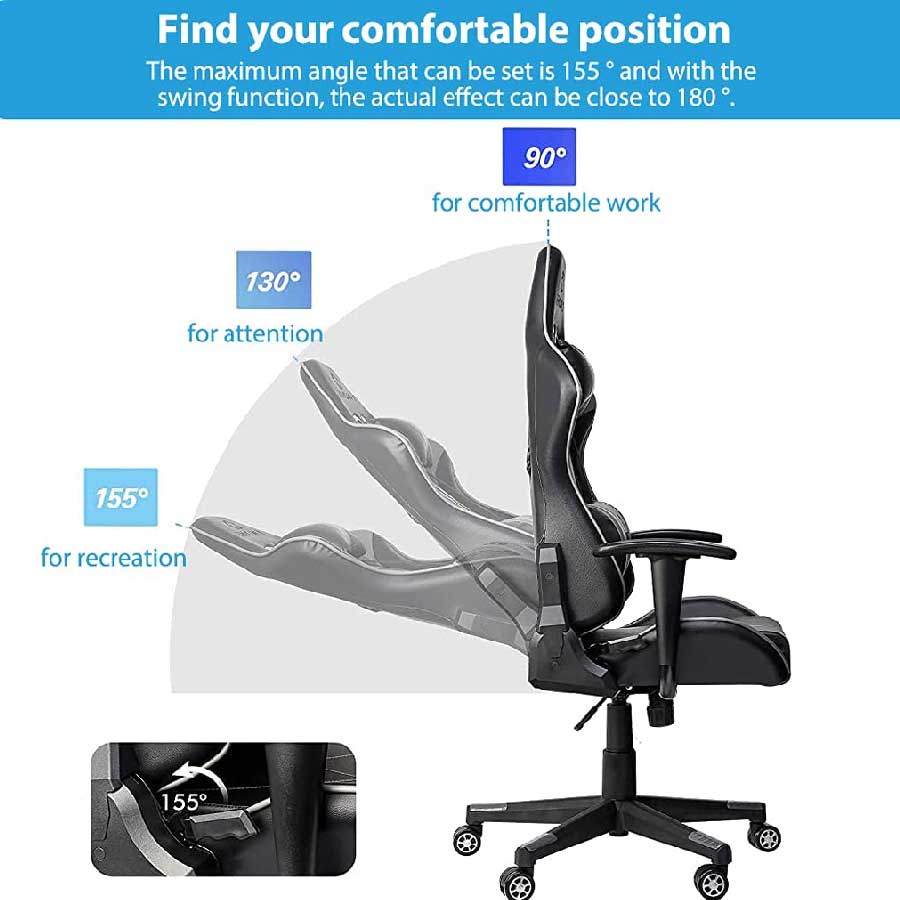 Find your comfortable position
The maximum angle that can be set is 155 ° and with the
swing function, the actual effect can be close to 180 °.
90°
for comfortable work
130°
for attention
155°
for recreation
155°